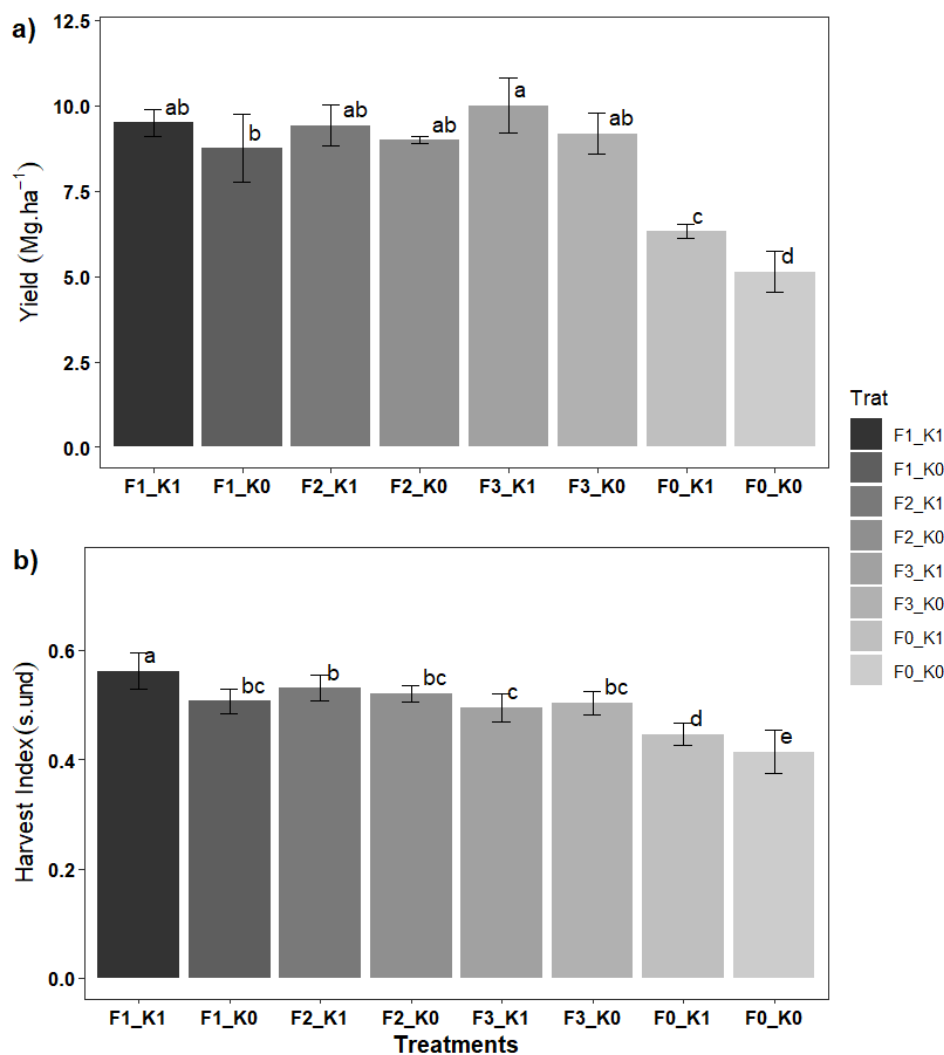 a)
12.5
10.0
7.5
5.0
2.5
0.0
Yield (Mg.ha⁻¹)
ab
b
ab
ab
a
ab
c
d
F1_K1 F1_K0 F2_K1 F2_K0 F3_K1 F3_K0 F0_K1 F0_K0
b)
0.6
0.4
0.2
0.0
Harvest Index (s.und)
a
bc
b
bc
c
bc
d
e
F1_K1 F1_K0 F2_K1 F2_K0 F3_K1 F3_K0 F0_K1 F0_K0
Treatments
Trat
F1_K1
F1_K0
F2_K1
F2_K0
F3_K1
F3_K0
F0_K1
F0_K0